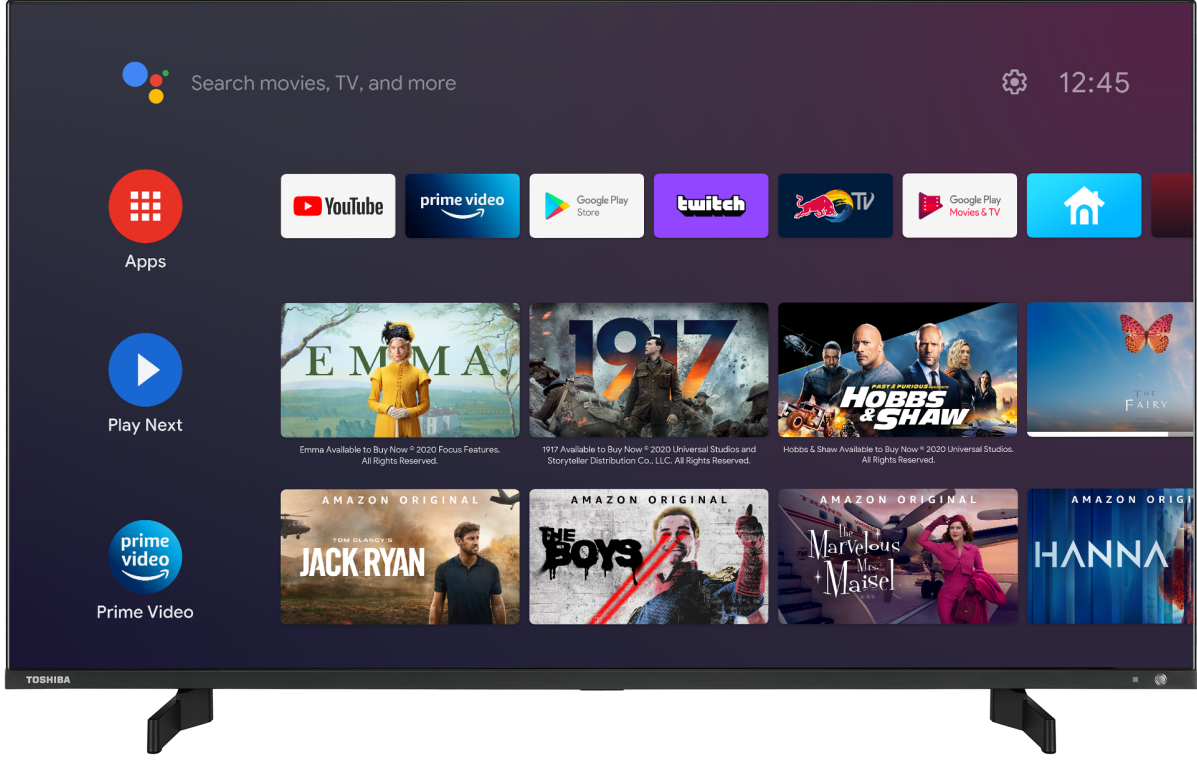 Search movies, TV, and more
12:45
Apps
YouTube
prime video
Google Play
Store
twitch
TV
Google Play
Movies & TV
Play Next
EMMA.
1917
FAST & FURIOUS PRESENTS
HOBBS
& SHAW
THE
FAIRY
Emma Available to Buy Now © 2020 Focus Features.
All Rights Reserved.
1917 Available to Buy Now © 2020 Universal Studios and
Storyteller Distribution Co., LLC. All Rights Reserved.
Hobbs & Shaw Available to Buy Now © 2020 Universal Studios.
All Rights Reserved.
prime
video
Prime Video
AMAZON ORIGINAL
TOM CLANCY'S
JACK RYAN
AMAZON ORIGINAL
THE
BOYS
AMAZON ORIGINAL
The
Marvelous
Mrs.
Maisel
AMAZON ORIGI
HANNA
TOSHIBA